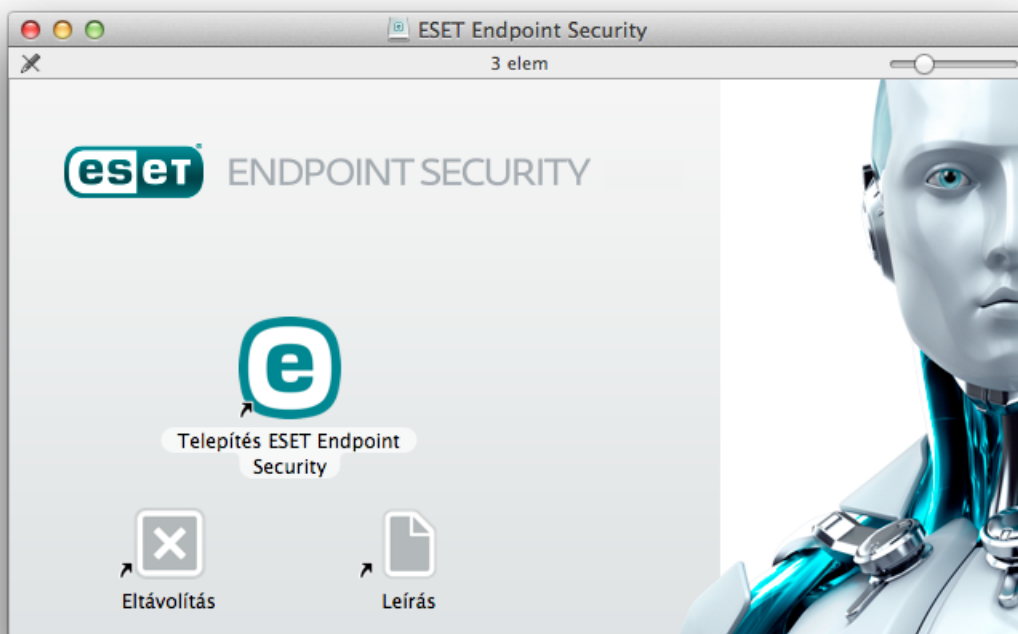 ESET Endpoint Security
3 elem
eset ENDPOINT SECURITY
Telepítés ESET Endpoint
Security
Eltávolítás
Leírás